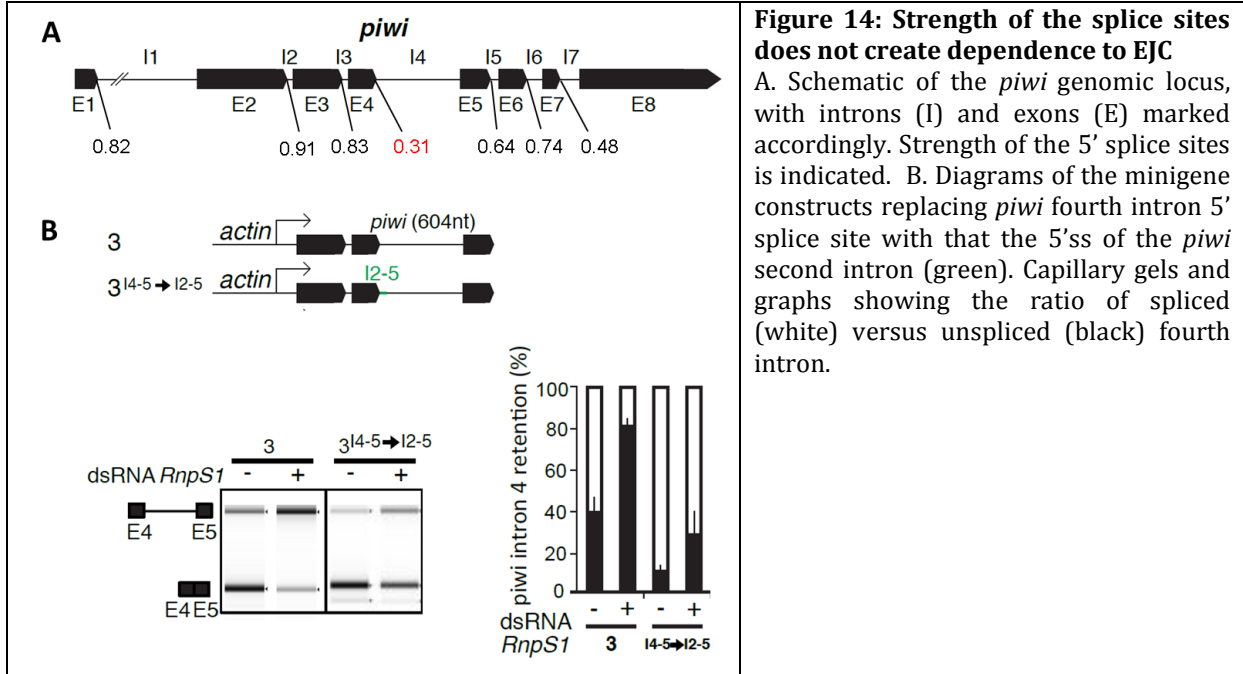 A
piwi
I1 I2 I3 I4 I5 I6 I7
E1 E2 E3 E4 E5 E6 E7 E8
0.82 0.91 0.83 0.31 0.64 0.74 0.48
B
piwi (604nt)
3 actin
I2-5
3 I4-5➔I2-5 actin
3 3 I4-5➔I2-5
dsRNA RnpS1 - + - +
E4 E5
E4E5
piwi intron 4 retention (%)
100
80
60
40
20
0
- + - +
dsRNA
RnpS1 3 I4-5➔I2-5
Figure 14: Strength of the splice sites
does not create dependence to EJC
A. Schematic of the piwi genomic locus,
with introns (I) and exons (E) marked
accordingly. Strength of the 5’ splice sites
is indicated. B. Diagrams of the minigene
constructs replacing piwi fourth intron 5’
splice site with that the 5’ss of the piwi
second intron (green). Capillary gels and
graphs showing the ratio of spliced
(white) versus unspliced (black) fourth
intron.